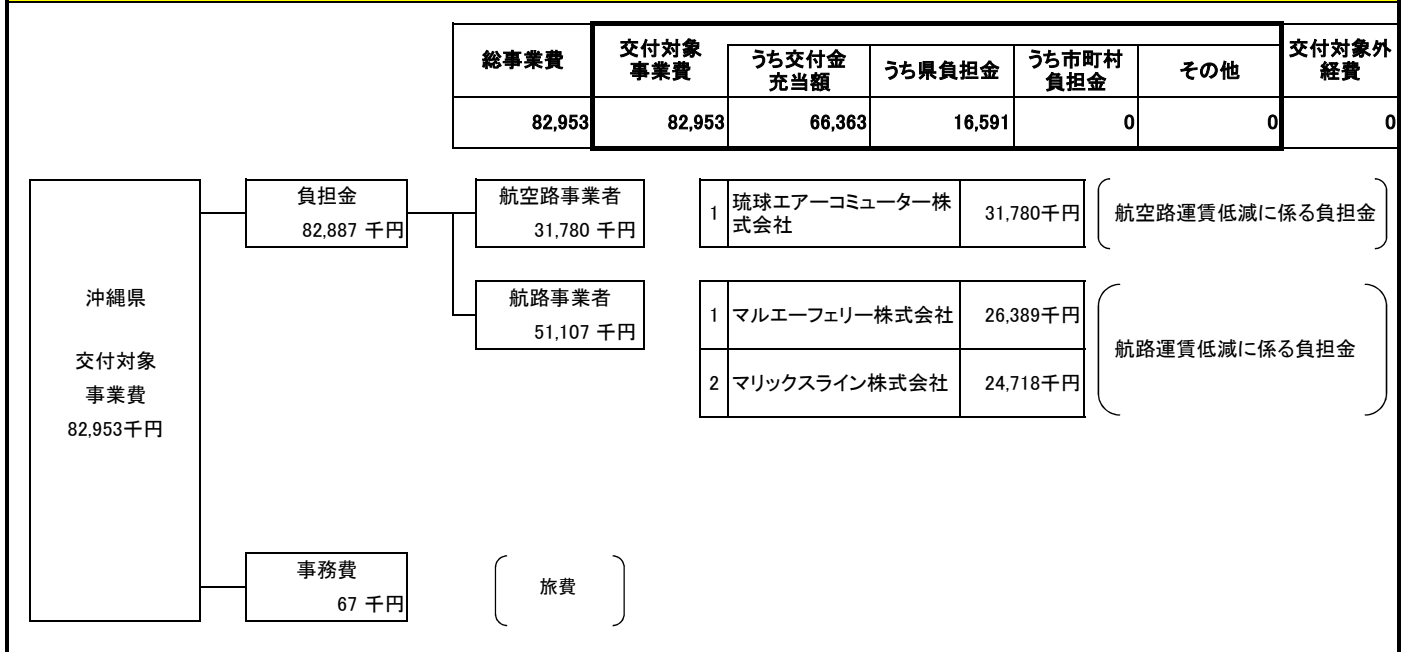 総事業費
交付対象
事業費
うち交付金
充当額
うち県負担金
うち市町村
負担金
その他
交付対象外
経費
82,953
82,953
66,363
16,591
0
0
0
沖縄県
交付対象
事業費
82,953千円
負担金
82,887 千円
航空路事業者
31,780 千円
1 琉球エアーコミューター株
式会社
31,780千円
航空路運賃低減に係る負担金
航路事業者
51,107 千円
1 マルエーフェリー株式会社 26,389千円
2 マリックスライン株式会社 24,718千円
航路運賃低減に係る負担金
事務費
67 千円
旅費